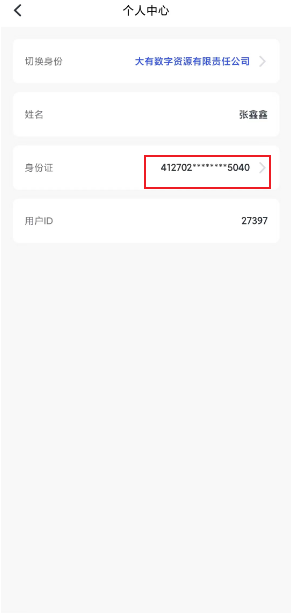 个人中心
切换身份 大有数字资源有限责任公司
姓名 张鑫鑫
身份证 412702********5040
用户ID 27397